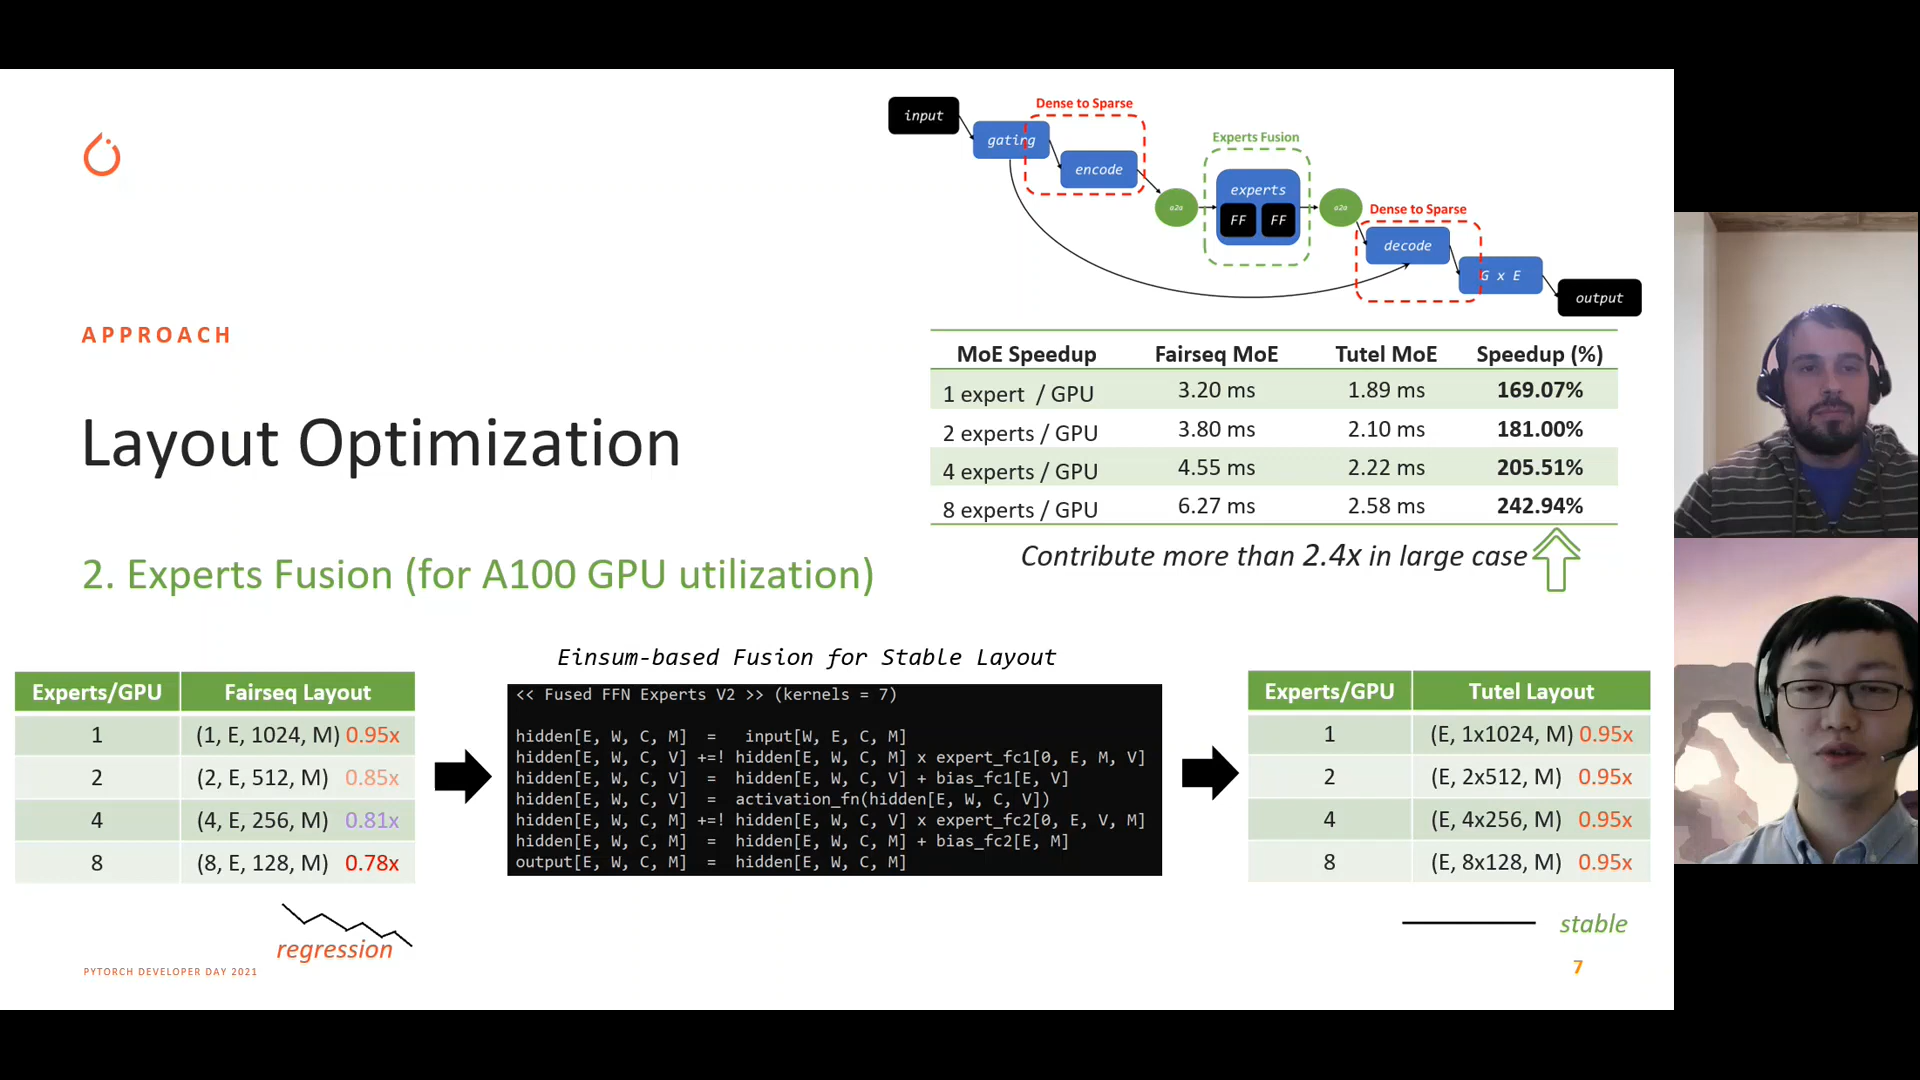 input
Dense to Sparse
gating
encode
a2a
Experts Fusion
experts
FF FF
a2a
Dense to Sparse
decode
G x E
output
APPROACH
Layout Optimization
2. Experts Fusion (for A100 GPU utilization)
MoE Speedup Fairseq MoE Tutel MoE Speedup (%)
1 expert / GPU 3.20 ms 1.89 ms 169.07%
2 experts / GPU 3.80 ms 2.10 ms 181.00%
4 experts / GPU 4.55 ms 2.22 ms 205.51%
8 experts / GPU 6.27 ms 2.58 ms 242.94%
Contribute more than 2.4x in large case
Experts/GPU Fairseq Layout
1 (1, E, 1024, M) 0.95x
2 (2, E, 512, M) 0.85x
4 (4, E, 256, M) 0.81x
8 (8, E, 128, M) 0.78x
regression
Einsum-based Fusion for Stable Layout
<< Fused FFN Experts V2 >> (kernels = 7)
hidden[E, W, C, M] = input[W, E, C, M]
hidden[E, W, C, V] +=! hidden[E, W, C, M] x expert_fc1[0, E, M, V]
hidden[E, W, C, V] = hidden[E, W, C, V] + bias_fc1[E, V]
hidden[E, W, C, V] = activation_fn(hidden[E, W, C, V])
hidden[E, W, C, M] +=! hidden[E, W, C, V] x expert_fc2[0, E, V, M]
hidden[E, W, C, M] = hidden[E, W, C, M] + bias_fc2[E, M]
output[E, W, C, M] = hidden[E, W, C, M]
Experts/GPU Tutel Layout
1 (E, 1x1024, M) 0.95x
2 (E, 2x512, M) 0.95x
4 (E, 4x256, M) 0.95x
8 (E, 8x128, M) 0.95x
stable
PYTORCH DEVELOPER DAY 2021
7